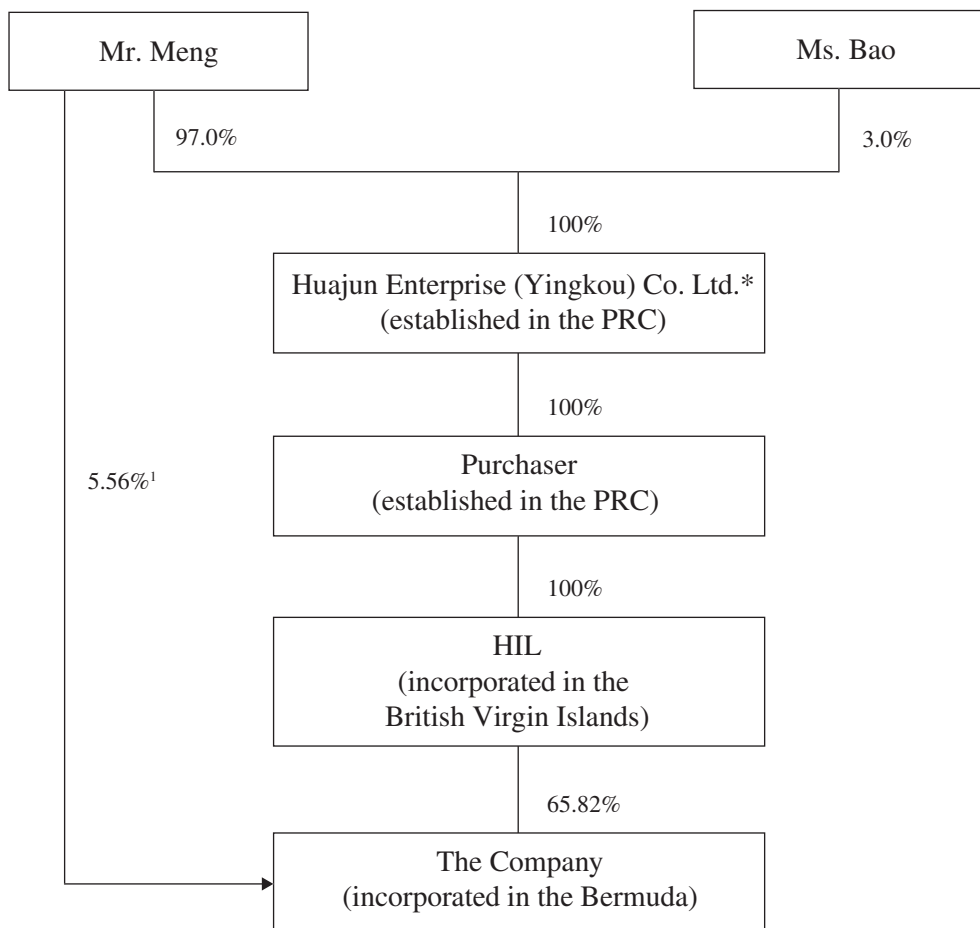 Mr. Meng
Ms. Bao
97.0%
3.0%
100%
Huajun Enterprise (Yingkou) Co. Ltd.*
(established in the PRC)
100%
Purchaser
(established in the PRC)
5.56%¹
100%
HIL
(incorporated in the
British Virgin Islands)
65.82%
The Company
(incorporated in the Bermuda)